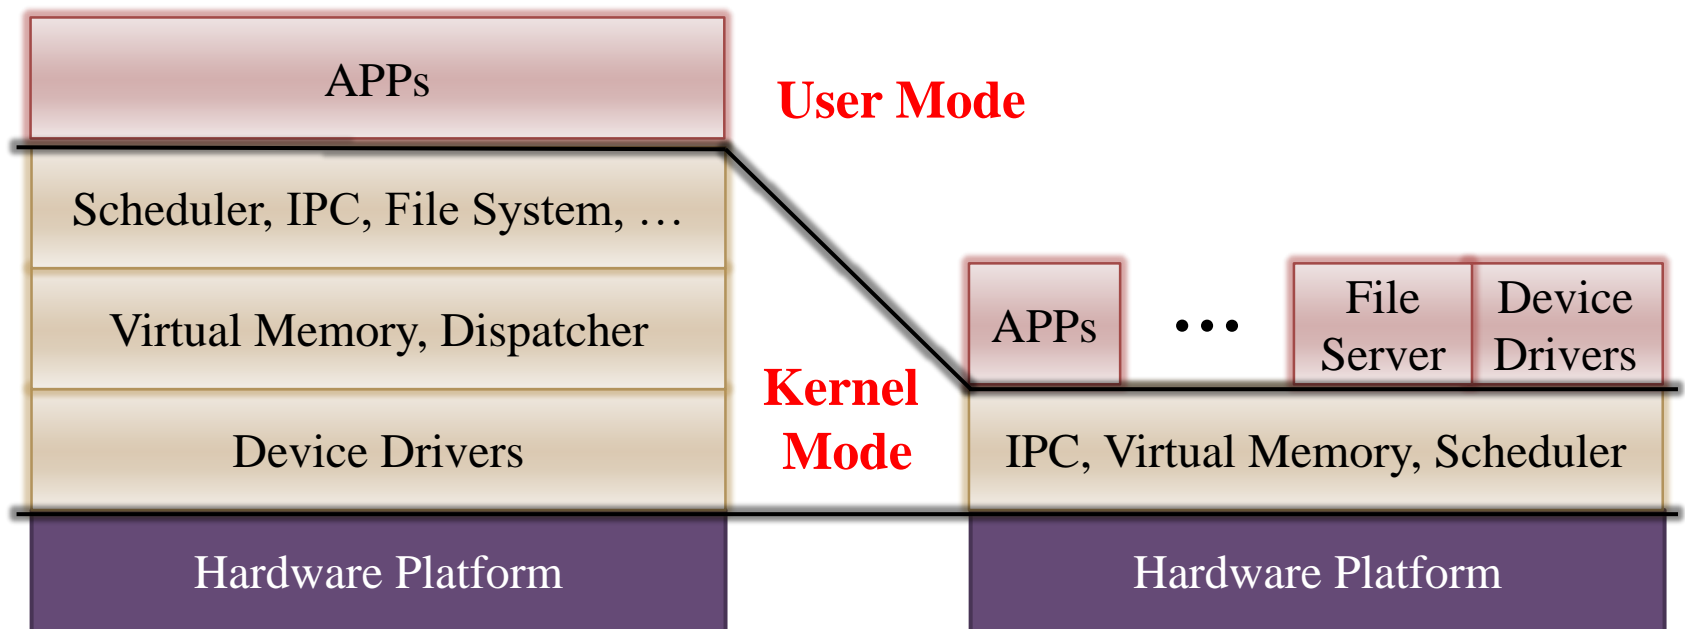 APPs
User Mode
Scheduler, IPC, File System, …
Virtual Memory, Dispatcher
Kernel
Mode
Device Drivers
Hardware Platform
APPs
…
File
Server
Device
Drivers
IPC, Virtual Memory, Scheduler
Hardware Platform